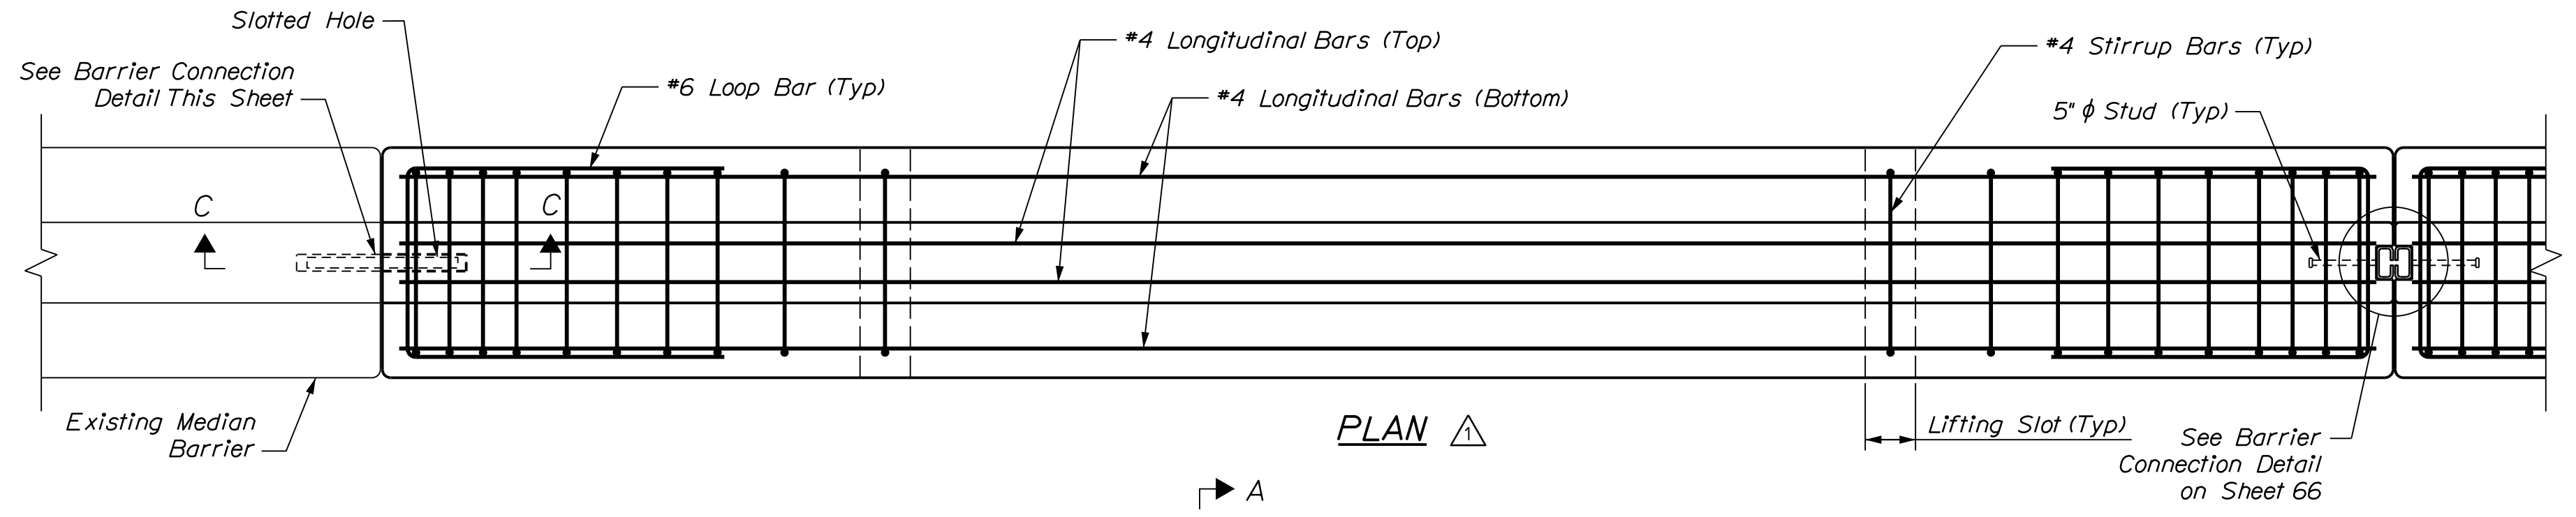 Slotted Hole
See Barrier Connection
Detail This Sheet
#6 Loop Bar (Typ)
#4 Longitudinal Bars (Top)
#4 Longitudinal Bars (Bottom)
#4 Stirrup Bars (Typ)
5" ϕ Stud (Typ)
C
C
Existing Median
Barrier
PLAN
1
Lifting Slot (Typ)
See Barrier
Connection Detail
on Sheet 66
A